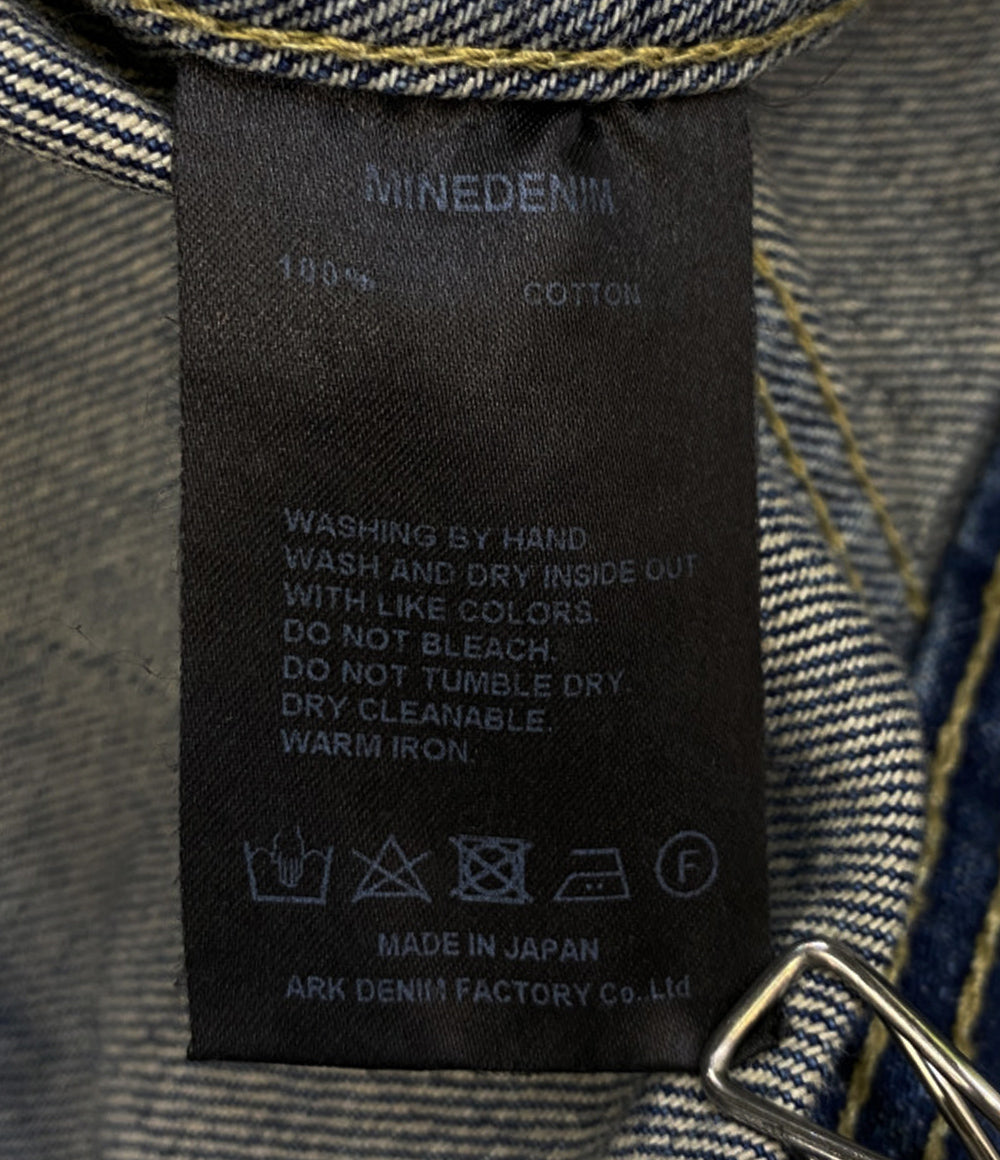 MINEDENIM
100% COTTON
WASHING BY HAND.
WASH AND DRY INSIDE OUT
WITH LIKE COLORS.
DO NOT BLEACH.
DO NOT TUMBLE DRY.
DRY CLEANABLE.
WARM IRON.
F
MADE IN JAPAN
ARK DENIM FACTORY Co.,Ltd